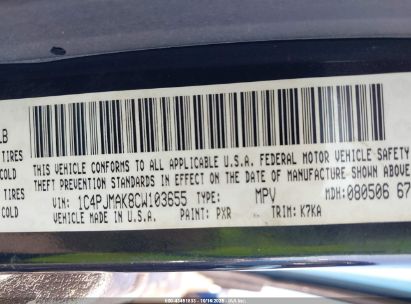 LB
TIRES
COLD
TIRES
COLD
THIS VEHICLE CONFORMS TO ALL APPLICABLE U.S.A. FEDERAL MOTOR VEHICLE SAFETY
THEFT PREVENTION STANDARDS IN EFFECT ON THE DATE OF MANUFACTURE SHOWN ABOVE
VIN: 1C4PJMAK8CW103655 TYPE: MPV MDH: 080506 67
VEHICLE MADE IN U.S.A. PAINT: PXR TRIM: K7KA